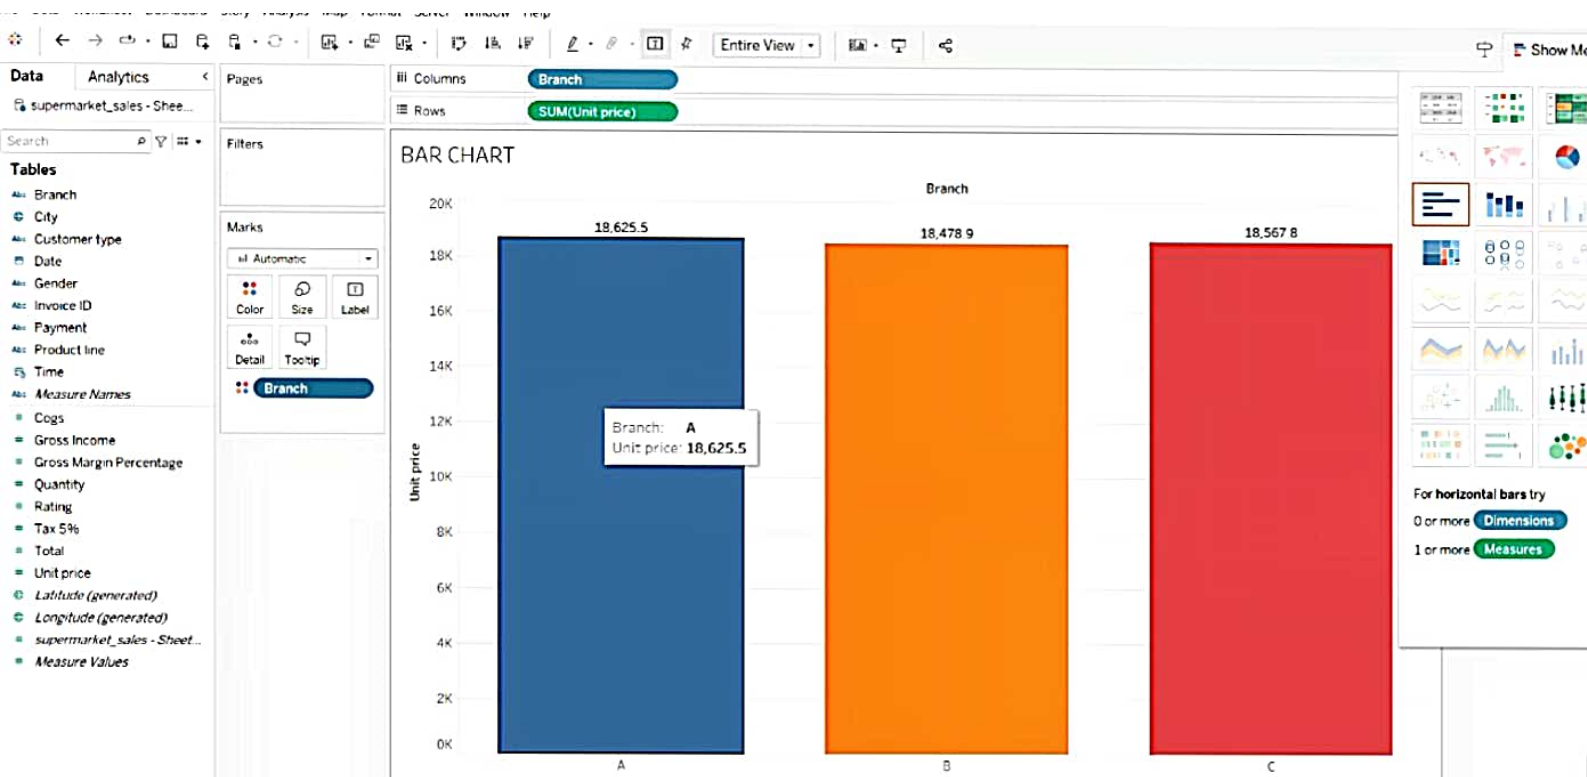 Entire View
Show Me
Data
Analytics
supermarket_sales - Shee...
Search
Tables
Branch
City
Customer type
Date
Gender
Invoice ID
Payment
Product line
Time
Measure Names
Cogs
Gross Income
Gross Margin Percentage
Quantity
Rating
Tax 5%
Total
Unit price
Latitude (generated)
Longitude (generated)
supermarket_sales - Sheet...
Measure Values
Pages
Filters
Marks
Automatic
Color
Size
Label
Detail
Tooltip
Branch
Columns
Branch
Rows
SUM(Unit price)
BAR CHART
Branch
20K
18K
16K
14K
12K
10K
8K
6K
4K
2K
0K
Unit price
18,625.5
18,478.9
18,567.8
Branch: A
Unit price: 18,625.5
A
B
C
For horizontal bars try
0 or more Dimensions
1 or more Measures